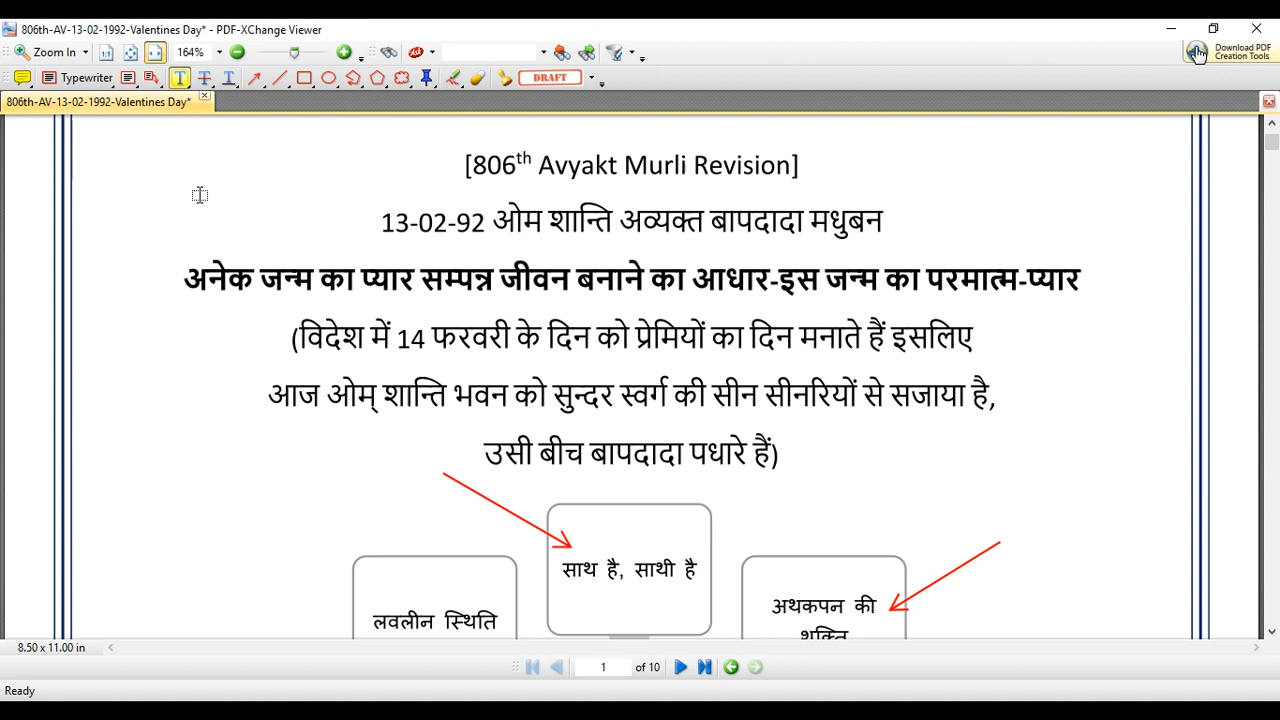 806th-AV-13-02-1992-Valentines Day* - PDF-XChange Viewer
Zoom In
164%
Download PDF
Creation Tools
Typewriter
DRAFT
806th-AV-13-02-1992-Valentines Day*
[806th Avyakt Murli Revision]
13-02-92 ओम शान्ति अव्यक्त बापदादा मधुबन
अनेक जन्म का प्यार सम्पन्न जीवन बनाने का आधार-इस जन्म का परमात्म-प्यार
(विदेश में 14 फरवरी के दिन को प्रेमियों का दिन मनाते हैं इसलिए
आज ओम् शान्ति भवन को सुन्दर स्वर्ग की सीन सीनरियों से सजाया है,
उसी बीच बापदादा पधारे हैं)
साथ है, साथी है
लवलीन स्थिति
अथकपन की
शक्ति
8.50 x 11.00 in
1
of 10
Ready